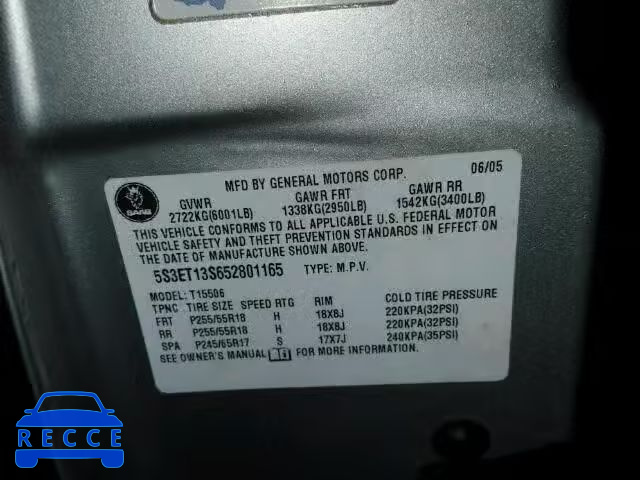 MFD BY GENERAL MOTORS CORP. 06/05
SAAB
GVWR GAWR FRT GAWR RR
2722KG(6001LB) 1338KG(2950LB) 1542KG(3400LB)
THIS VEHICLE CONFORMS TO ALL APPLICABLE U.S. FEDERAL MOTOR
VEHICLE SAFETY AND THEFT PREVENTION STANDARDS IN EFFECT ON
THE DATE OF MANUFACTURE SHOWN ABOVE.
5S3ET13S652801165 TYPE: M.P.V.
MODEL: T15506
TPNC TIRE SIZE SPEED RTG RIM COLD TIRE PRESSURE
FRT P255/55R18 H 18X8J 220KPA(32PSI)
RR P255/55R18 H 18X8J 220KPA(32PSI)
SPA P245/65R17 S 17X7J 240KPA(35PSI)
SEE OWNER'S MANUAL FOR MORE INFORMATION.
RECCE